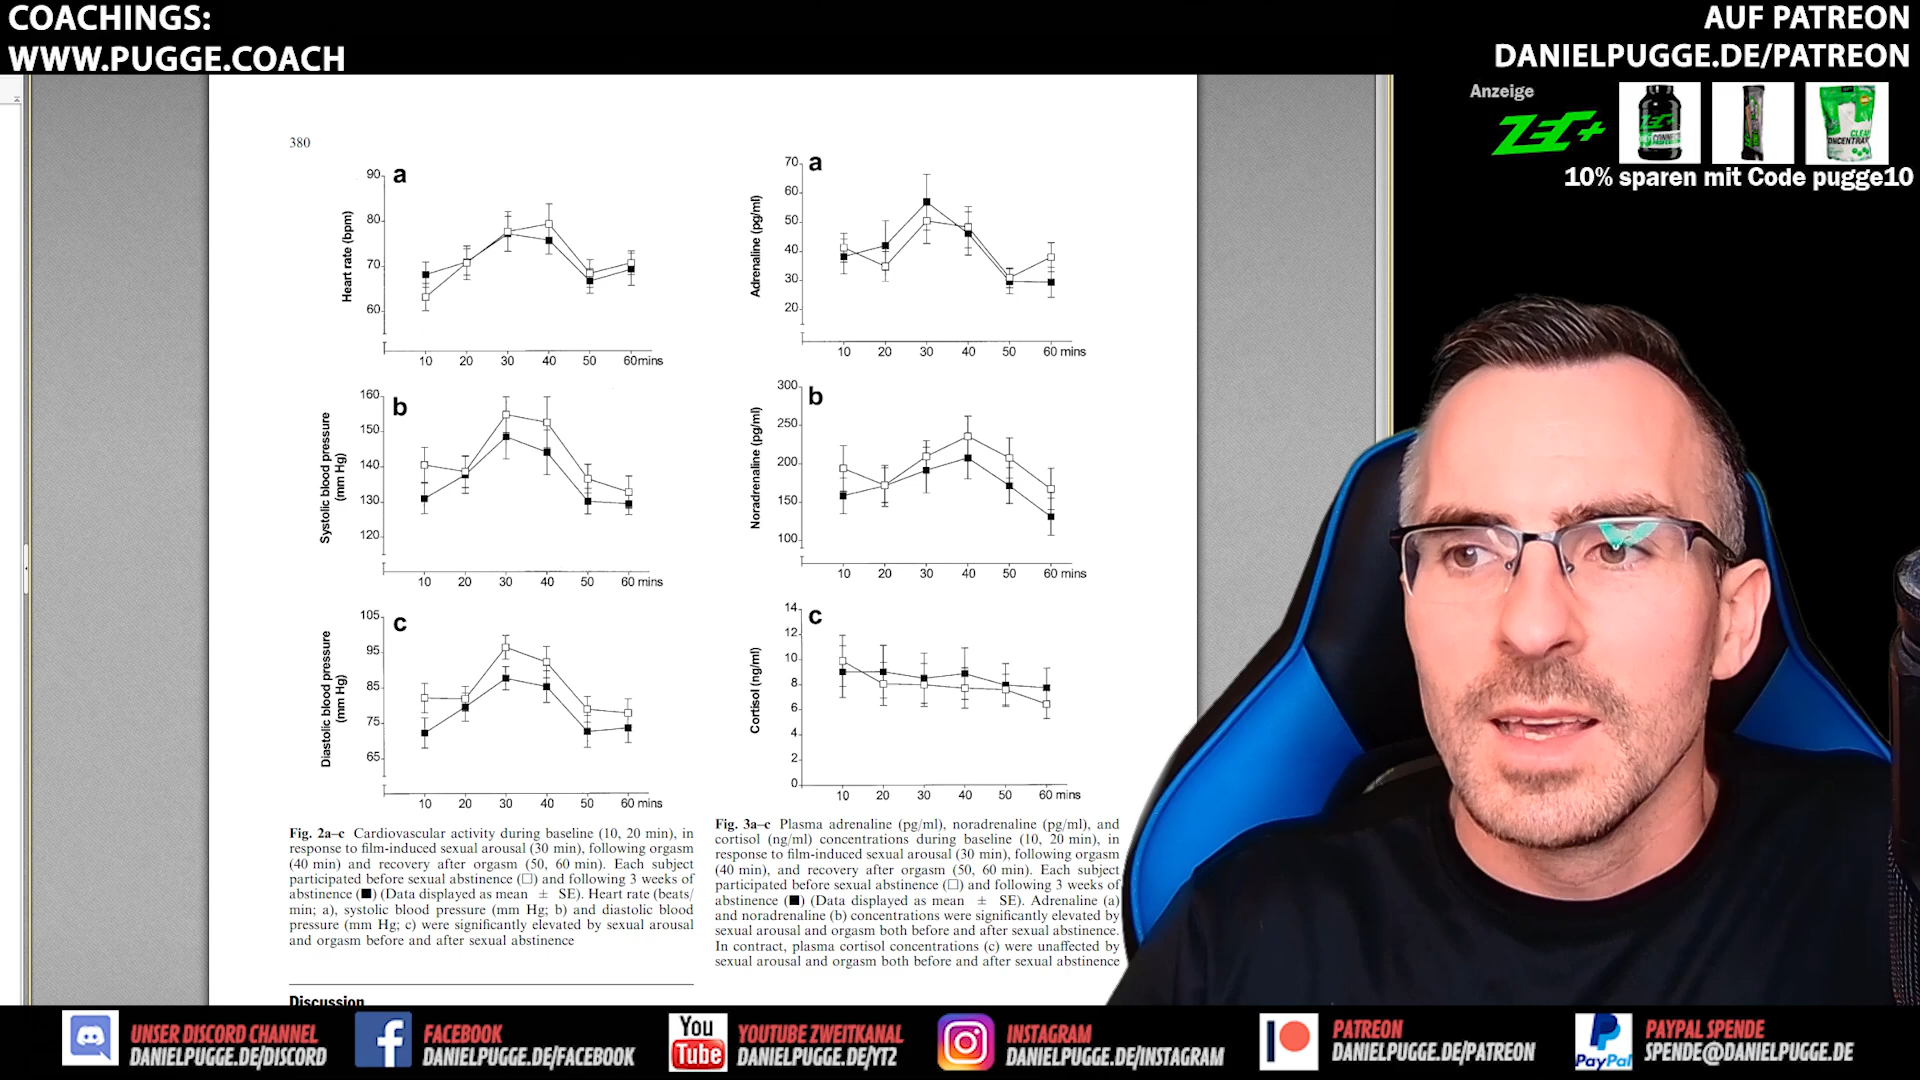 COACHINGS:
WWW.PUGGE.COACH
AUF PATREON
DANIELPUGGE.DE/PATREON
Anzeige
ZEC+
10% sparen mit Code pugge10
380
a
90
80
70
60
Heart rate (bpm)
10 20 30 40 50 60mins
b
160
150
140
130
120
Systolic blood pressure
(mm Hg)
10 20 30 40 50 60 mins
c
105
95
85
75
65
Diastolic blood pressure
(mm Hg)
10 20 30 40 50 60 mins
Fig. 2a–c Cardiovascular activity during baseline (10, 20 min), in
response to film-induced sexual arousal (30 min), following orgasm
(40 min) and recovery after orgasm (50, 60 min). Each subject
participated before sexual abstinence (□) and following 3 weeks of
abstinence (■) (Data displayed as mean ± SE). Heart rate (beats/
min; a), systolic blood pressure (mm Hg; b) and diastolic blood
pressure (mm Hg; c) were significantly elevated by sexual arousal
and orgasm before and after sexual abstinence
Discussion
a
70
60
50
40
30
20
Adrenaline (pg/ml)
10 20 30 40 50 60 mins
b
300
250
200
150
100
Noradrenaline (pg/ml)
10 20 30 40 50 60 mins
c
14
12
10
8
6
4
2
0
Cortisol (ng/ml)
10 20 30 40 50 60 mins
Fig. 3a–c Plasma adrenaline (pg/ml), noradrenaline (pg/ml), and
cortisol (ng/ml) concentrations during baseline (10, 20 min), in
response to film-induced sexual arousal (30 min), following orgasm
(40 min), and recovery after orgasm (50, 60 min). Each subject
participated before sexual abstinence (□) and following 3 weeks of
abstinence (■) (Data displayed as mean ± SE). Adrenaline (a)
and noradrenaline (b) concentrations were significantly elevated by
sexual arousal and orgasm both before and after sexual abstinence.
In contract, plasma cortisol concentrations (c) were unaffected by
sexual arousal and orgasm both before and after sexual abstinence
UNSER DISCORD CHANNEL
DANIELPUGGE.DE/DISCORD
FACEBOOK
DANIELPUGGE.DE/FACEBOOK
You
Tube
YOUTUBE ZWEITKANAL
DANIELPUGGE.DE/YT2
INSTAGRAM
DANIELPUGGE.DE/INSTAGRAM
PATREON
DANIELPUGGE.DE/PATREON
PayPal
PAYPAL SPENDE
SPENDE@DANIELPUGGE.DE